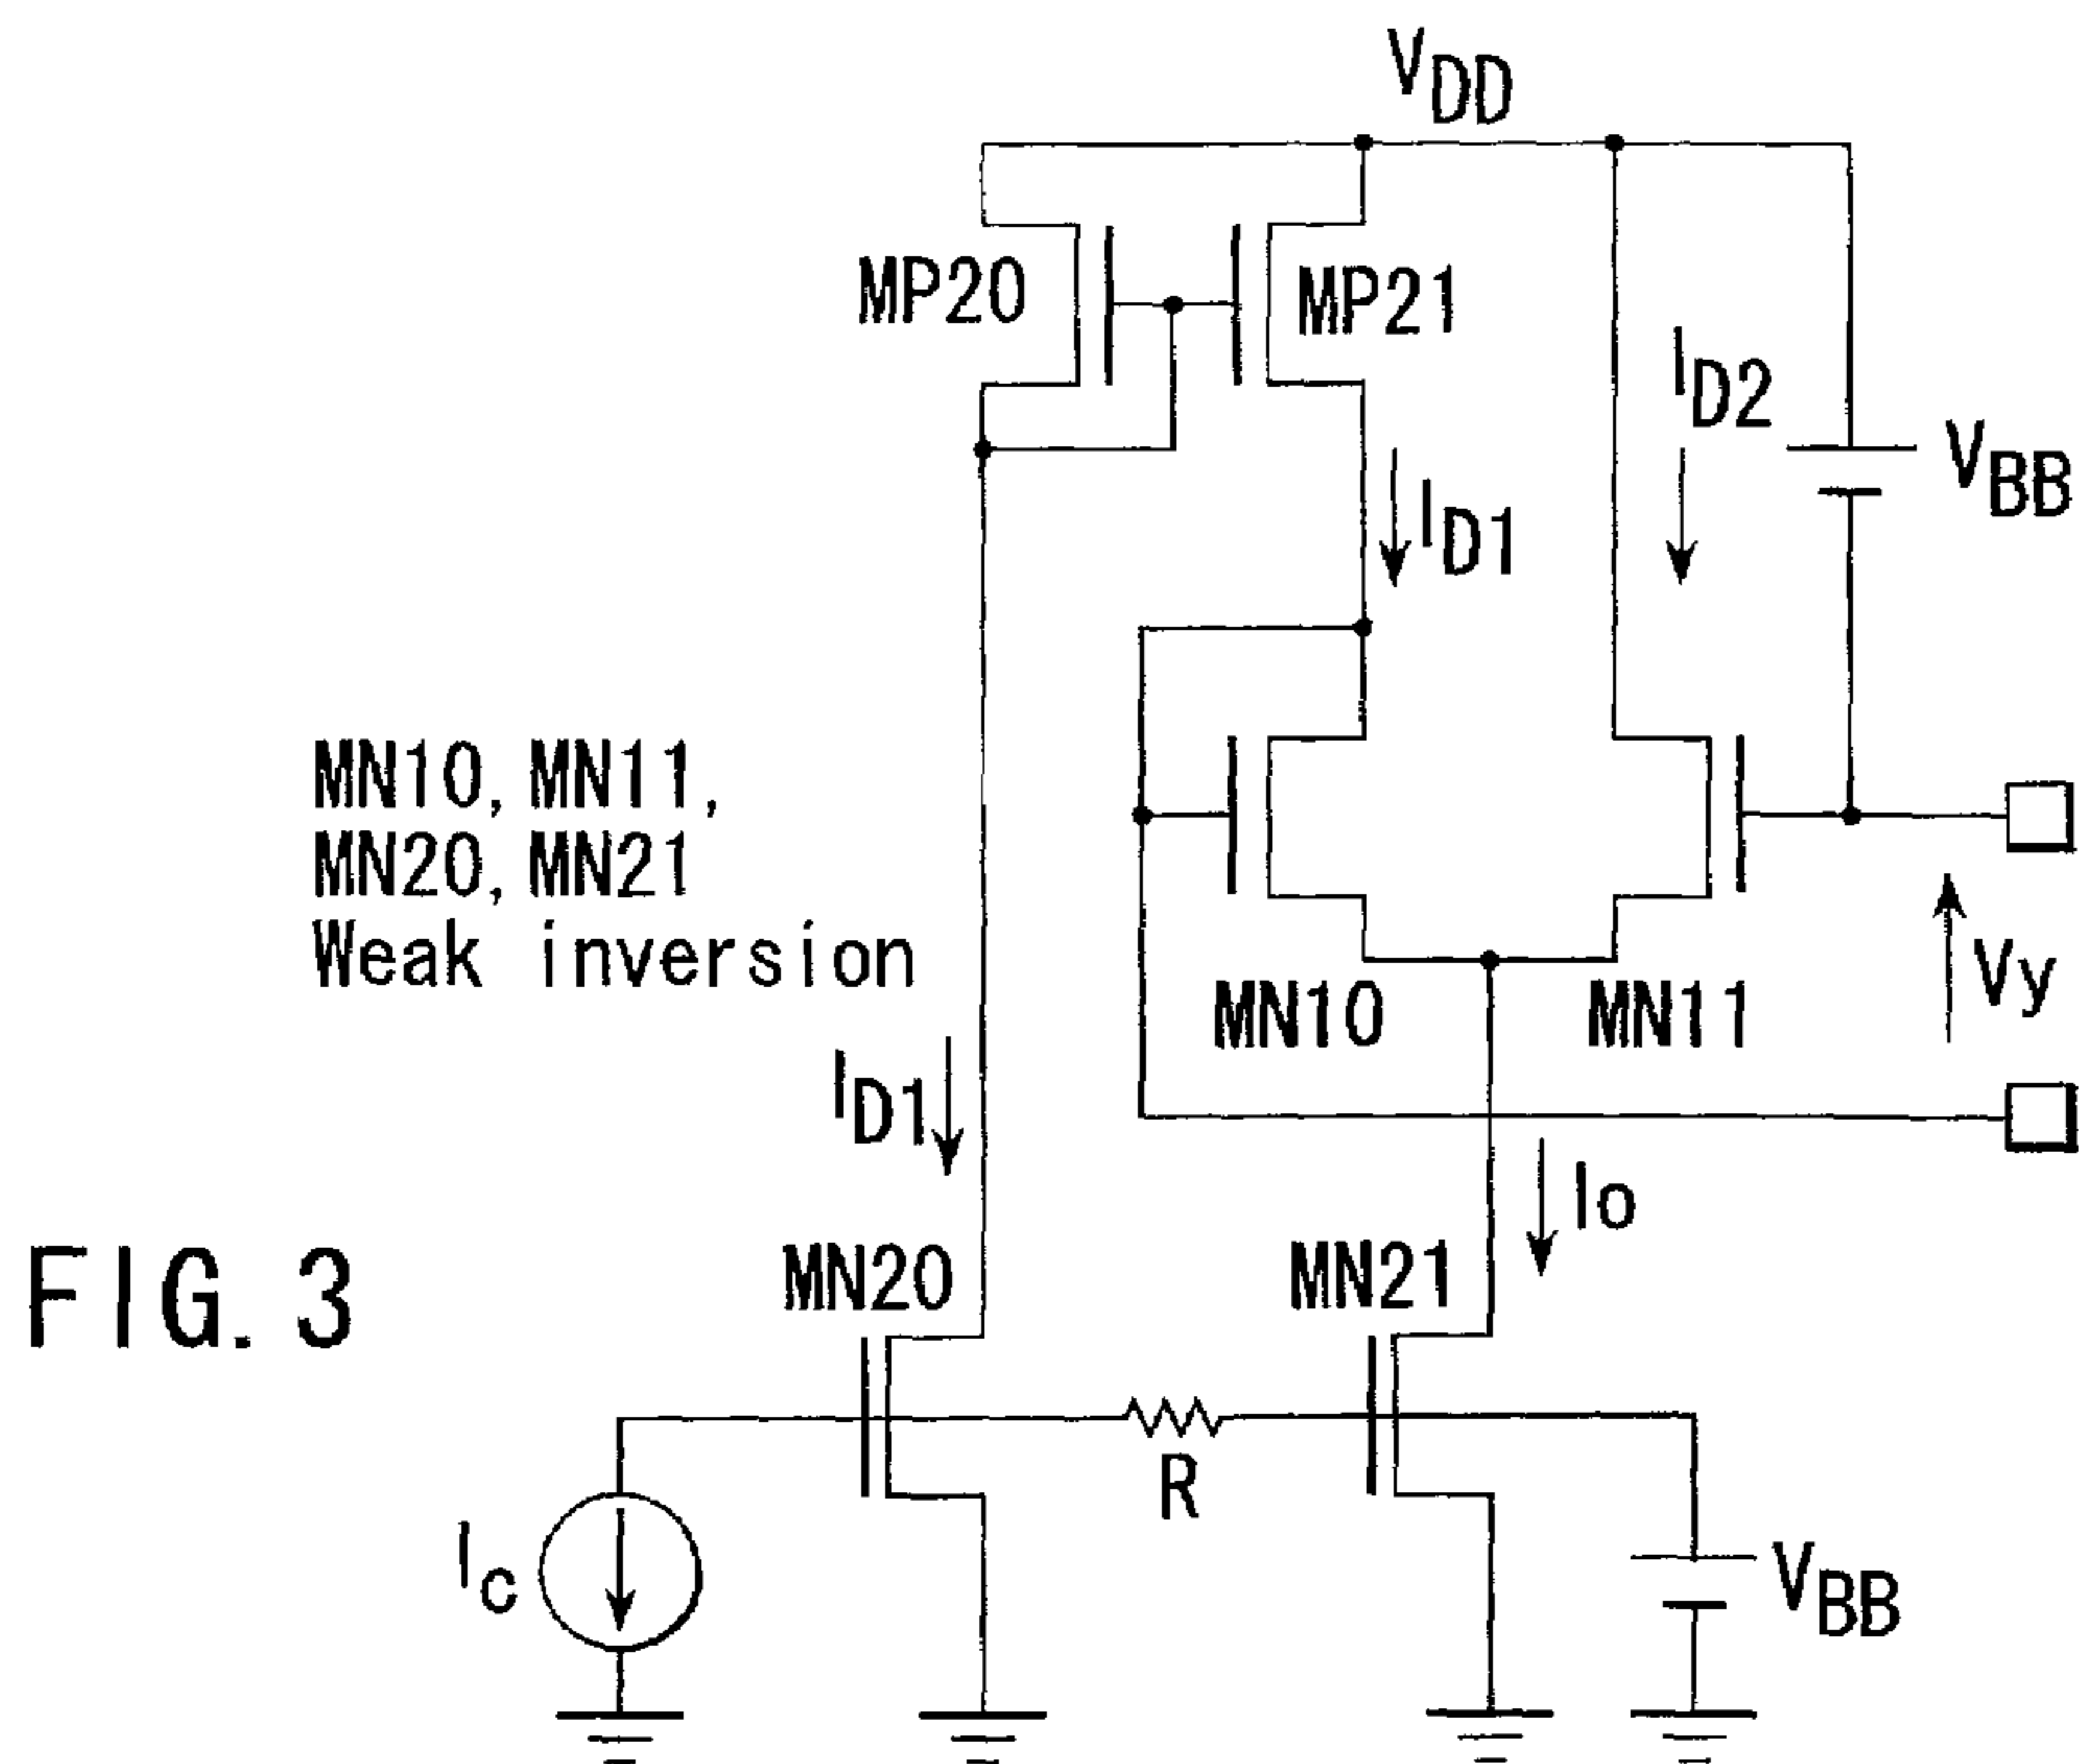 VDD
MP20
MP21
ID2
VBB
ID1
MN10, MN11,
MN20, MN21
Weak inversion
MN10
MN11
Vy
ID1
Io
MN20
MN21
FIG. 3
R
Ic
VBB